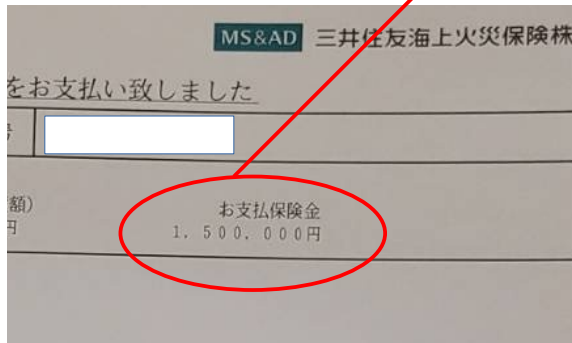 MS&AD 三井住友海上火災保険株
をお支払い致しました
号
額) お支払保険金
円 1,500,000円